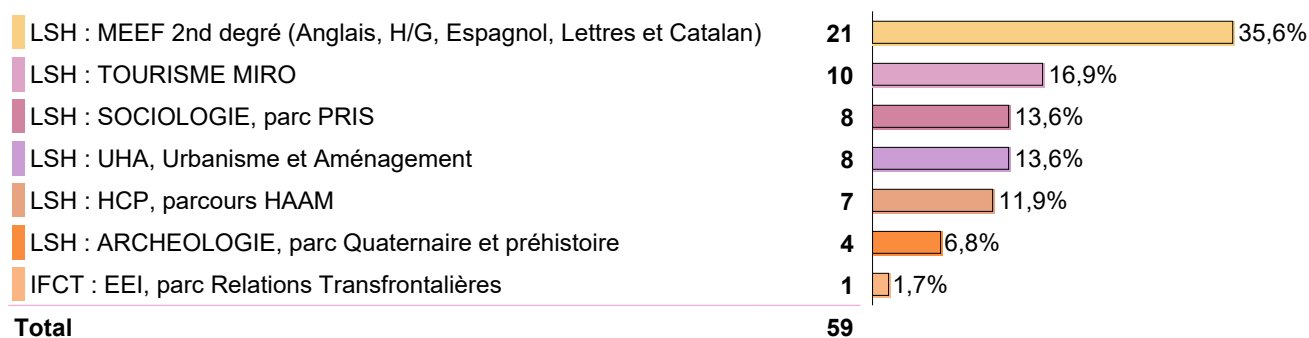 LSH : MEEF 2nd degré (Anglais, H/G, Espagnol, Lettres et Catalan) 21 35,6%
LSH : TOURISME MIRO 10 16,9%
LSH : SOCIOLOGIE, parc PRIS 8 13,6%
LSH : UHA, Urbanisme et Aménagement 8 13,6%
LSH : HCP, parcours HAAM 7 11,9%
LSH : ARCHEOLOGIE, parc Quaternaire et préhistoire 4 6,8%
IFCT : EEI, parc Relations Transfrontalières 1 1,7%
Total 59